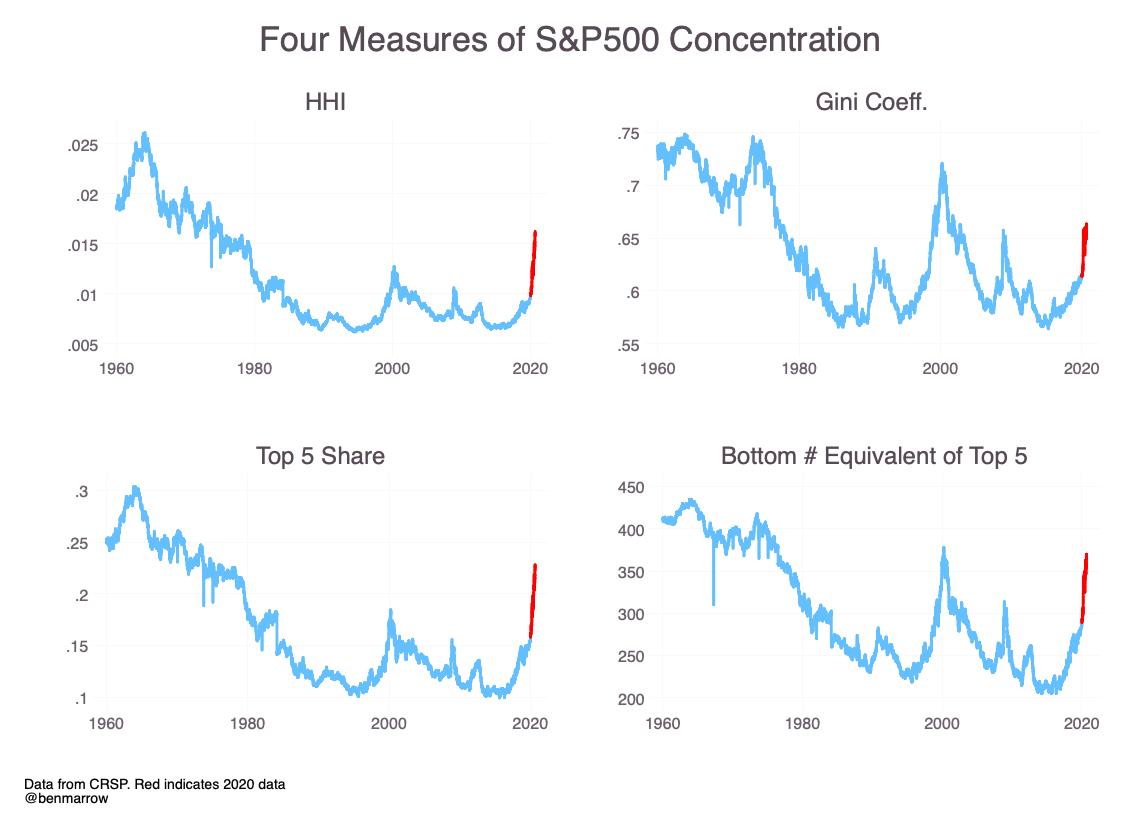 Four Measures of S&P500 Concentration
HHI
.025
.02
.015
.01
.005
1960 1980 2000 2020
Gini Coeff.
.75
.7
.65
.6
.55
1960 1980 2000 2020
Top 5 Share
.3
.25
.2
.15
.1
1960 1980 2000 2020
Bottom # Equivalent of Top 5
450
400
350
300
250
200
1960 1980 2000 2020
Data from CRSP. Red indicates 2020 data
@benmarrow